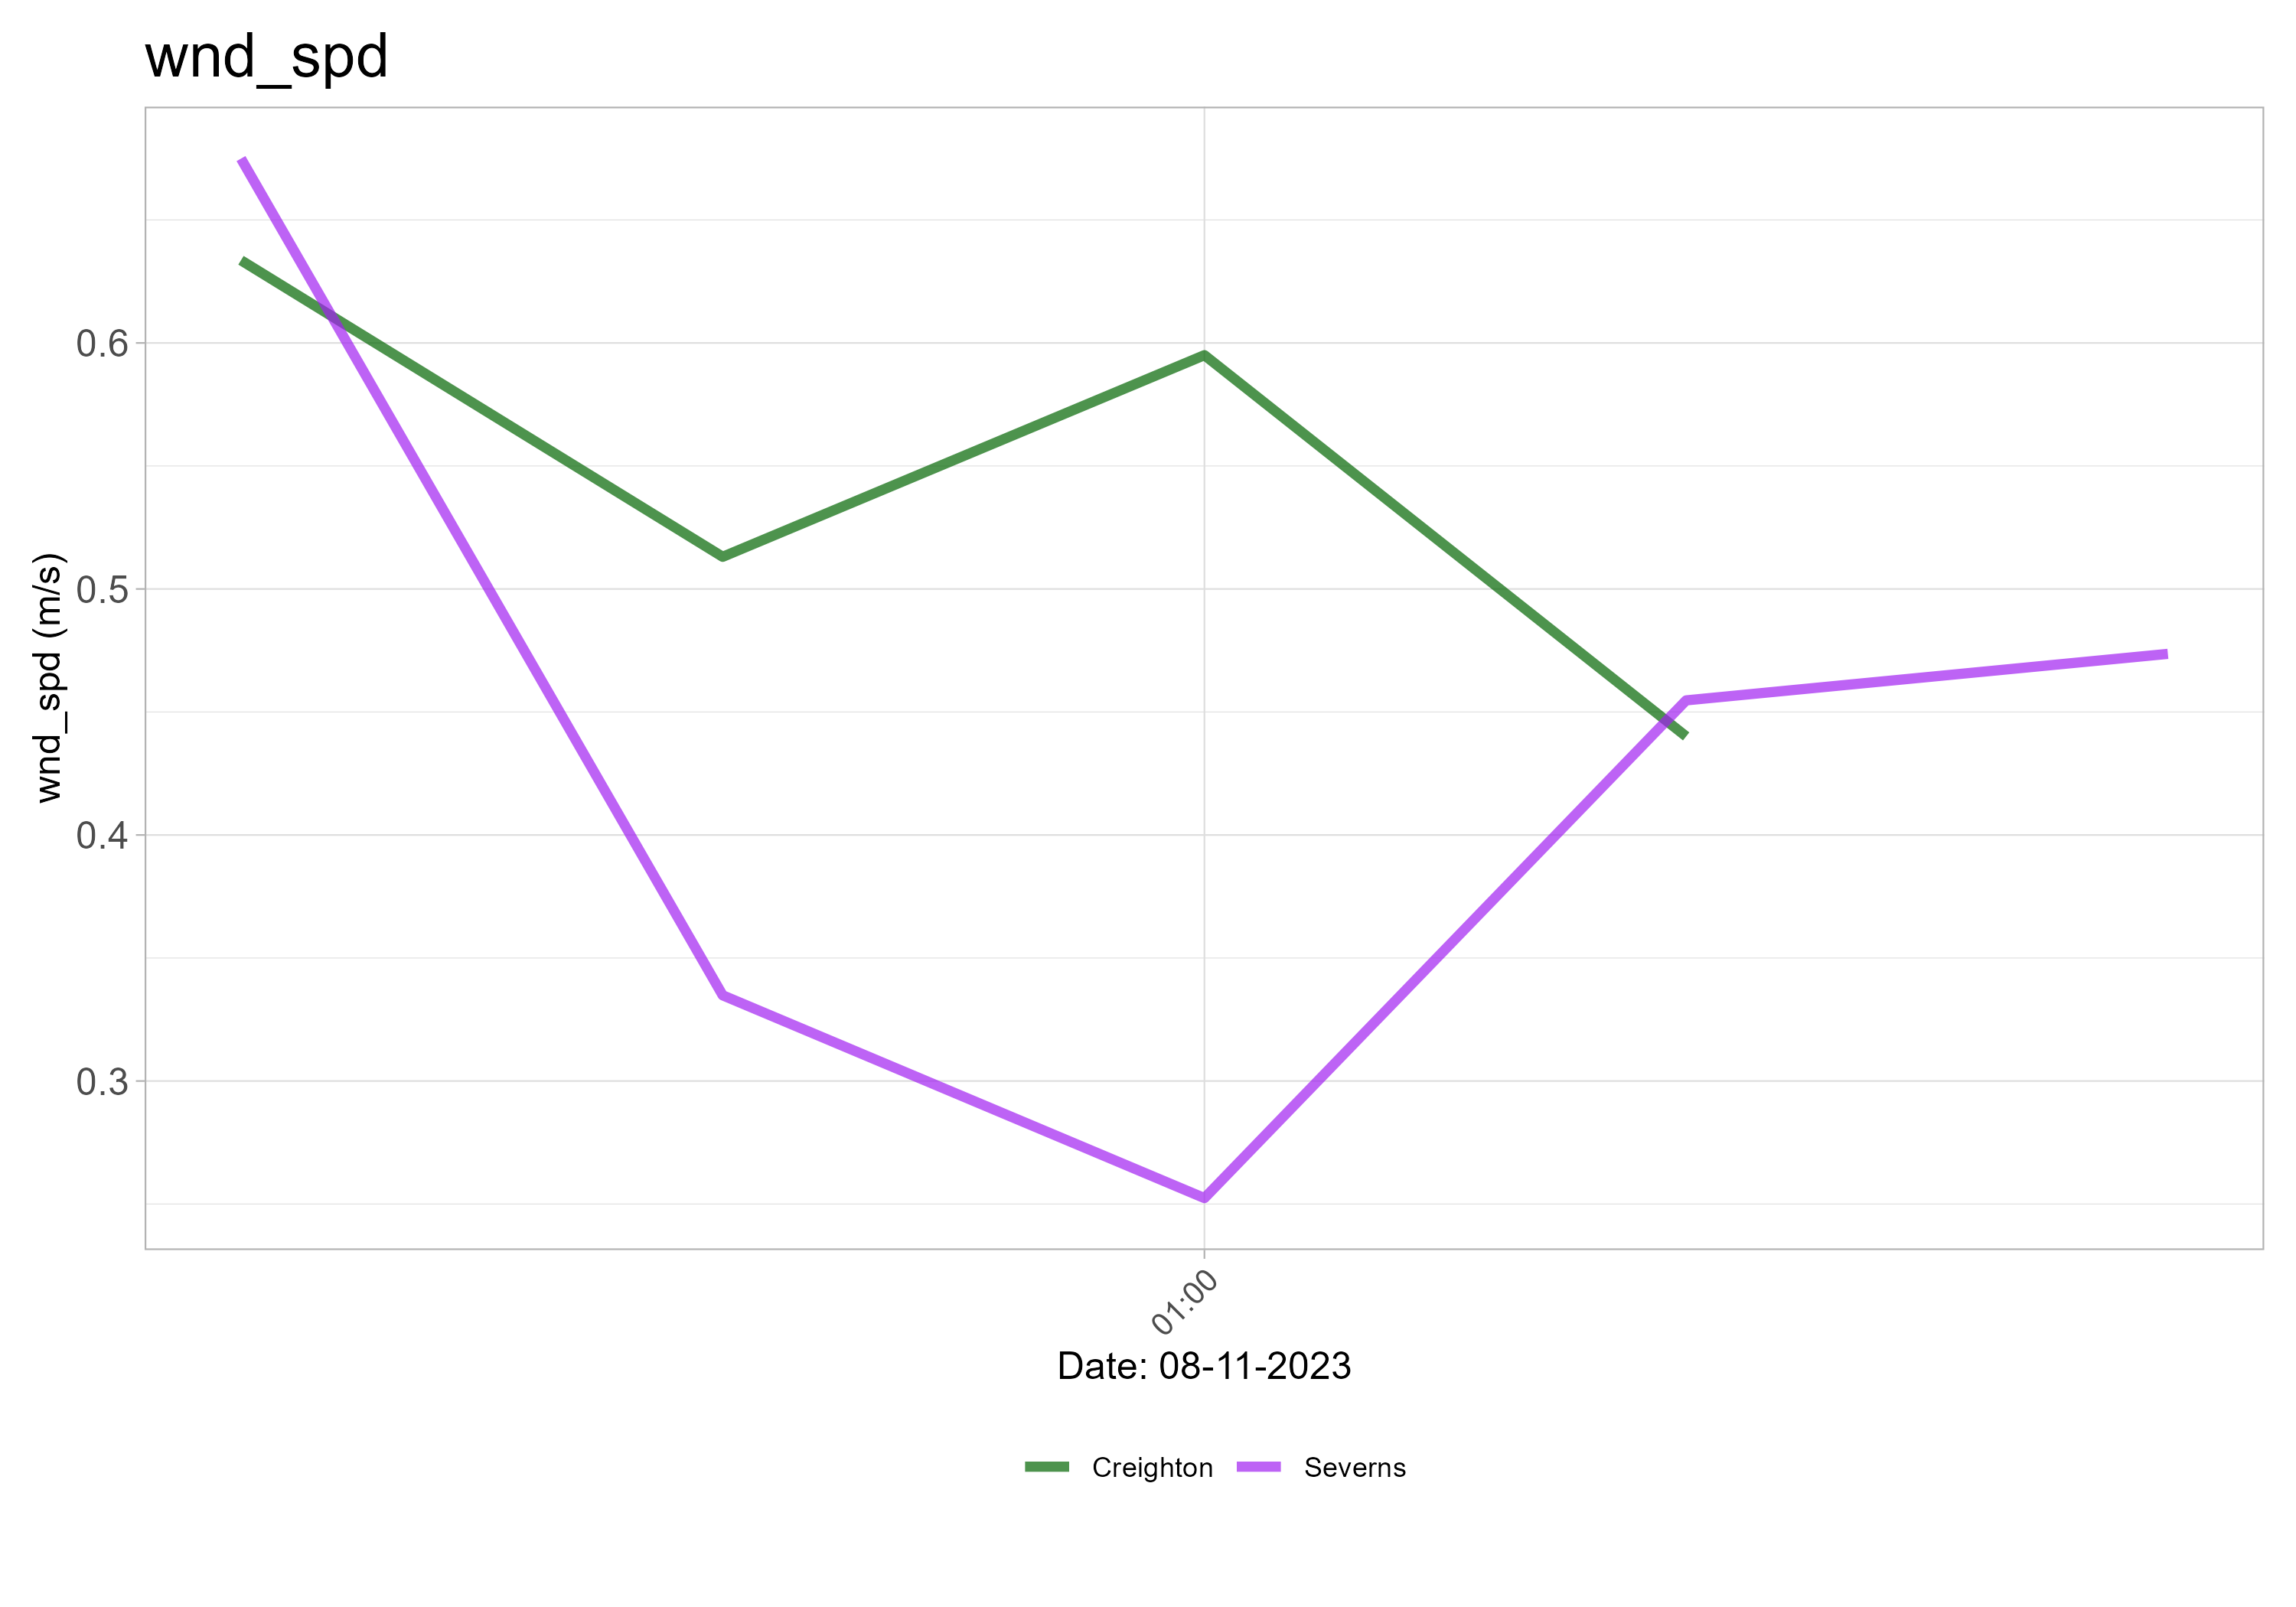 wnd_spd
wnd_spd (m/s)
0.6
0.5
0.4
0.3
01:00
Date: 08-11-2023
Creighton Severns